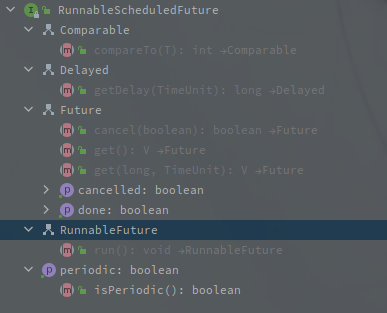 RunnableScheduledFuture
Comparable
compareTo(T): int →Comparable
Delayed
getDelay(TimeUnit): long →Delayed
Future
cancel(boolean): boolean →Future
get(): V →Future
get(long, TimeUnit): V →Future
cancelled: boolean
done: boolean
RunnableFuture
run(): void →RunnableFuture
periodic: boolean
isPeriodic(): boolean